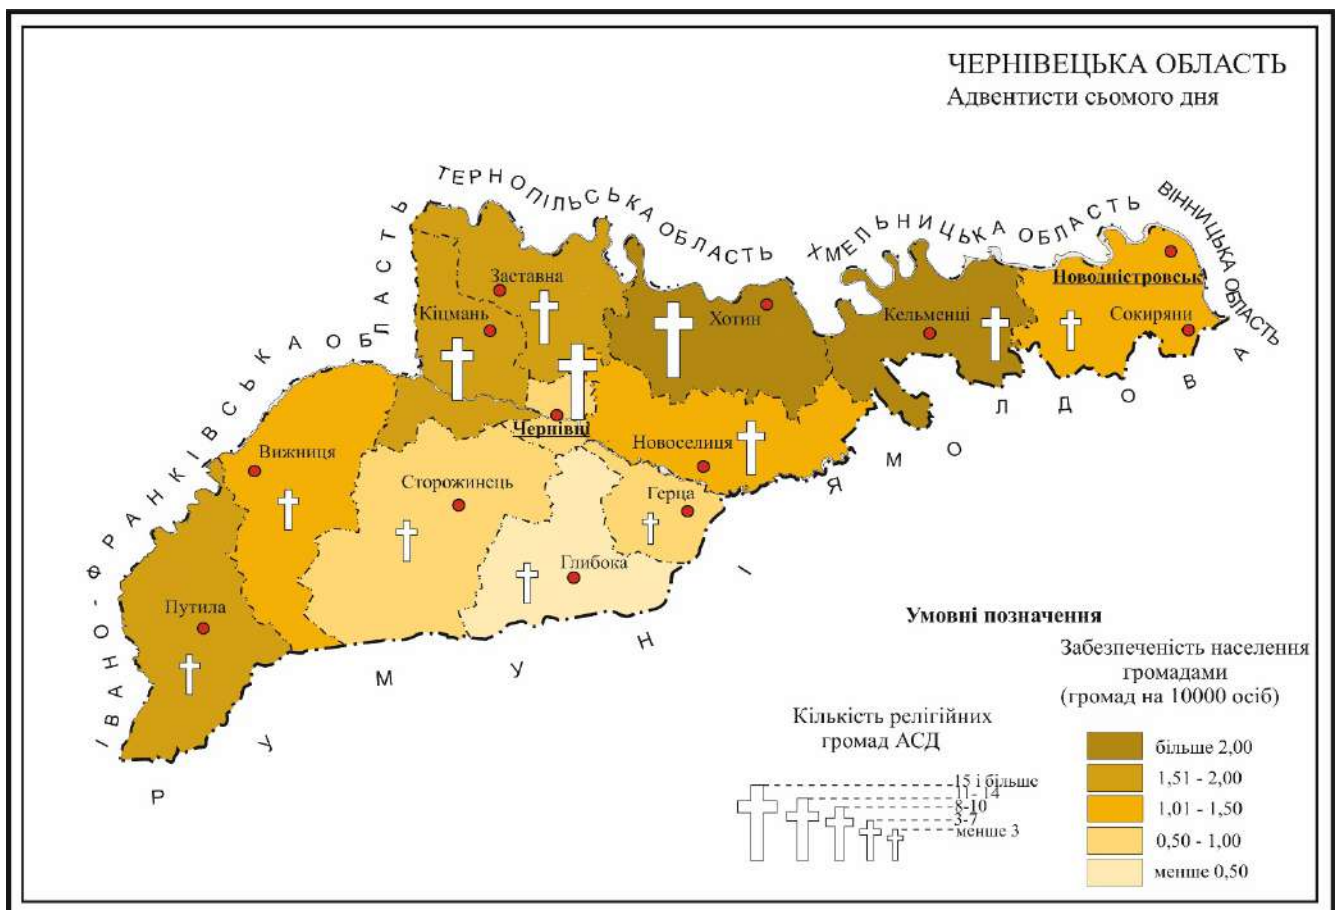 ЧЕРНІВЕЦЬКА ОБЛАСТЬ
Адвентисти сьомого дня
ІВАНО-ФРАНКІВСЬКА ОБЛАСТЬ
ТЕРНОПІЛЬСЬКА ОБЛАСТЬ
ХМЕЛЬНИЦЬКА ОБЛАСТЬ
ВІННИЦЬКА ОБЛАСТЬ
Заставна
Кіцмань
Хотин
Кельменці
Новодністровськ
Сокиряни
Чернівці
Новоселиця
Вижниця
Сторожинець
Герца
Глибока
Путила
МОЛДОВА
РУМУНІЯ
Умовні позначення
Кількість релігійних
громад АСД
15 і більше
11- 14
8-10
3-7
менше 3
Забезпеченість населення
громадами
(громад на 10000 осіб)
більше 2,00
1,51 - 2,00
1,01 - 1,50
0,50 - 1,00
менше 0,50